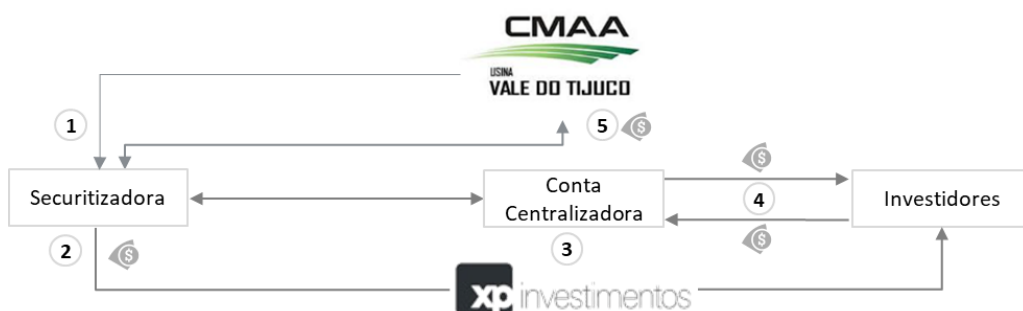 CMAA
USINA
VALE DO TIJUCO
1
5 $
Securitizadora
Conta
Centralizadora
$
4
$
Investidores
2 $
3
xp investimentos